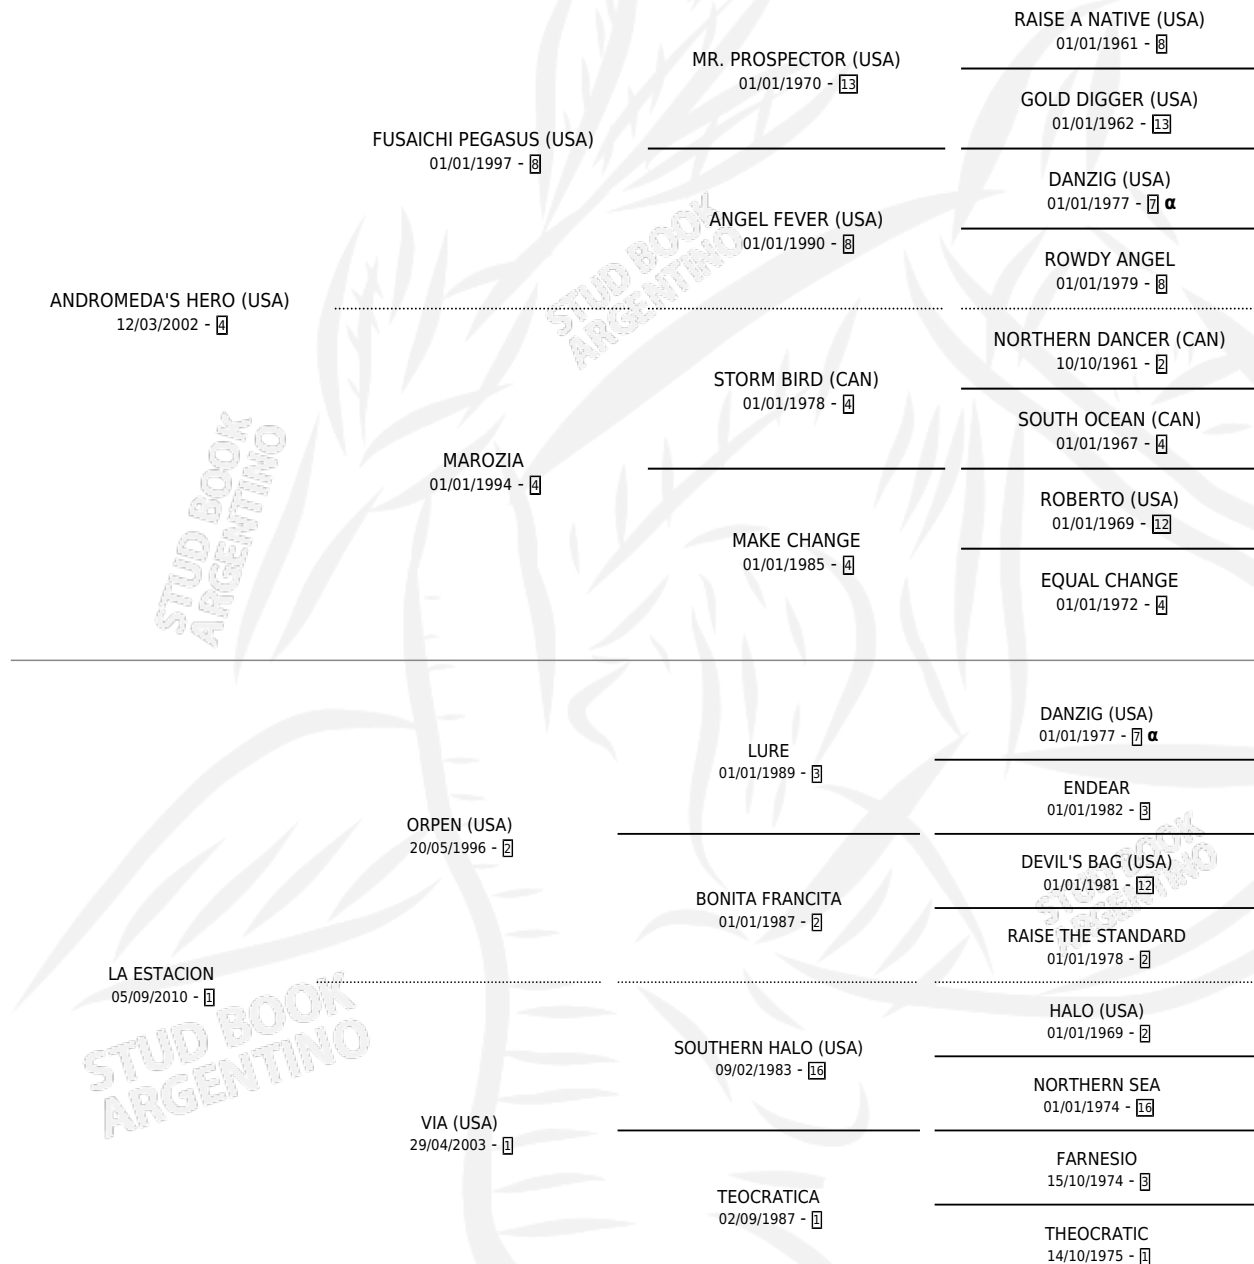 RAISE A NATIVE (USA)
01/01/1961 - 8
MR. PROSPECTOR (USA)
01/01/1970 - 13
GOLD DIGGER (USA)
01/01/1962 - 13
FUSAICHI PEGASUS (USA)
01/01/1997 - 8
DANZIG (USA)
01/01/1977 - 7 α
ANGEL FEVER (USA)
01/01/1990 - 8
ROWDY ANGEL
01/01/1979 - 8
ANDROMEDA'S HERO (USA)
12/03/2002 - 4
NORTHERN DANCER (CAN)
10/10/1961 - 2
STORM BIRD (CAN)
01/01/1978 - 4
SOUTH OCEAN (CAN)
01/01/1967 - 4
MAROZIA
01/01/1994 - 4
ROBERTO (USA)
01/01/1969 - 12
MAKE CHANGE
01/01/1985 - 4
EQUAL CHANGE
01/01/1972 - 4
DANZIG (USA)
01/01/1977 - 7 α
LURE
01/01/1989 - 3
ENDEAR
01/01/1982 - 3
ORPEN (USA)
20/05/1996 - 2
DEVIL'S BAG (USA)
01/01/1981 - 12
BONITA FRANCITA
01/01/1987 - 2
RAISE THE STANDARD
01/01/1978 - 2
LA ESTACION
05/09/2010 - 1
HALO (USA)
01/01/1969 - 2
SOUTHERN HALO (USA)
09/02/1983 - 16
NORTHERN SEA
01/01/1974 - 16
VIA (USA)
29/04/2003 - 1
FARNESIO
15/10/1974 - 3
TEOCRATICA
02/09/1987 - 1
THEOCRATIC
14/10/1975 - 1
STUD BOOK
ARGENTINO
STUD BOOK
ARGENTINO
STUD BOOK
ARGENTINO
STUD BOOK
ARGENTINO